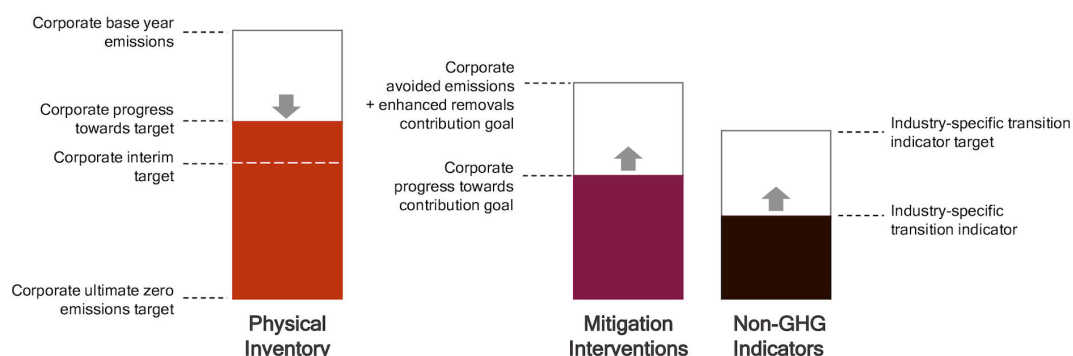 Corporate base year
emissions
Corporate progress
towards target
Corporate interim
target
Corporate ultimate zero
emissions target
Physical
Inventory
Corporate
avoided emissions
+ enhanced removals
contribution goal
Corporate
progress towards
contribution goal
Mitigation
Interventions
Industry-specific transition
indicator target
Industry-specific
transition indicator
Non-GHG
Indicators